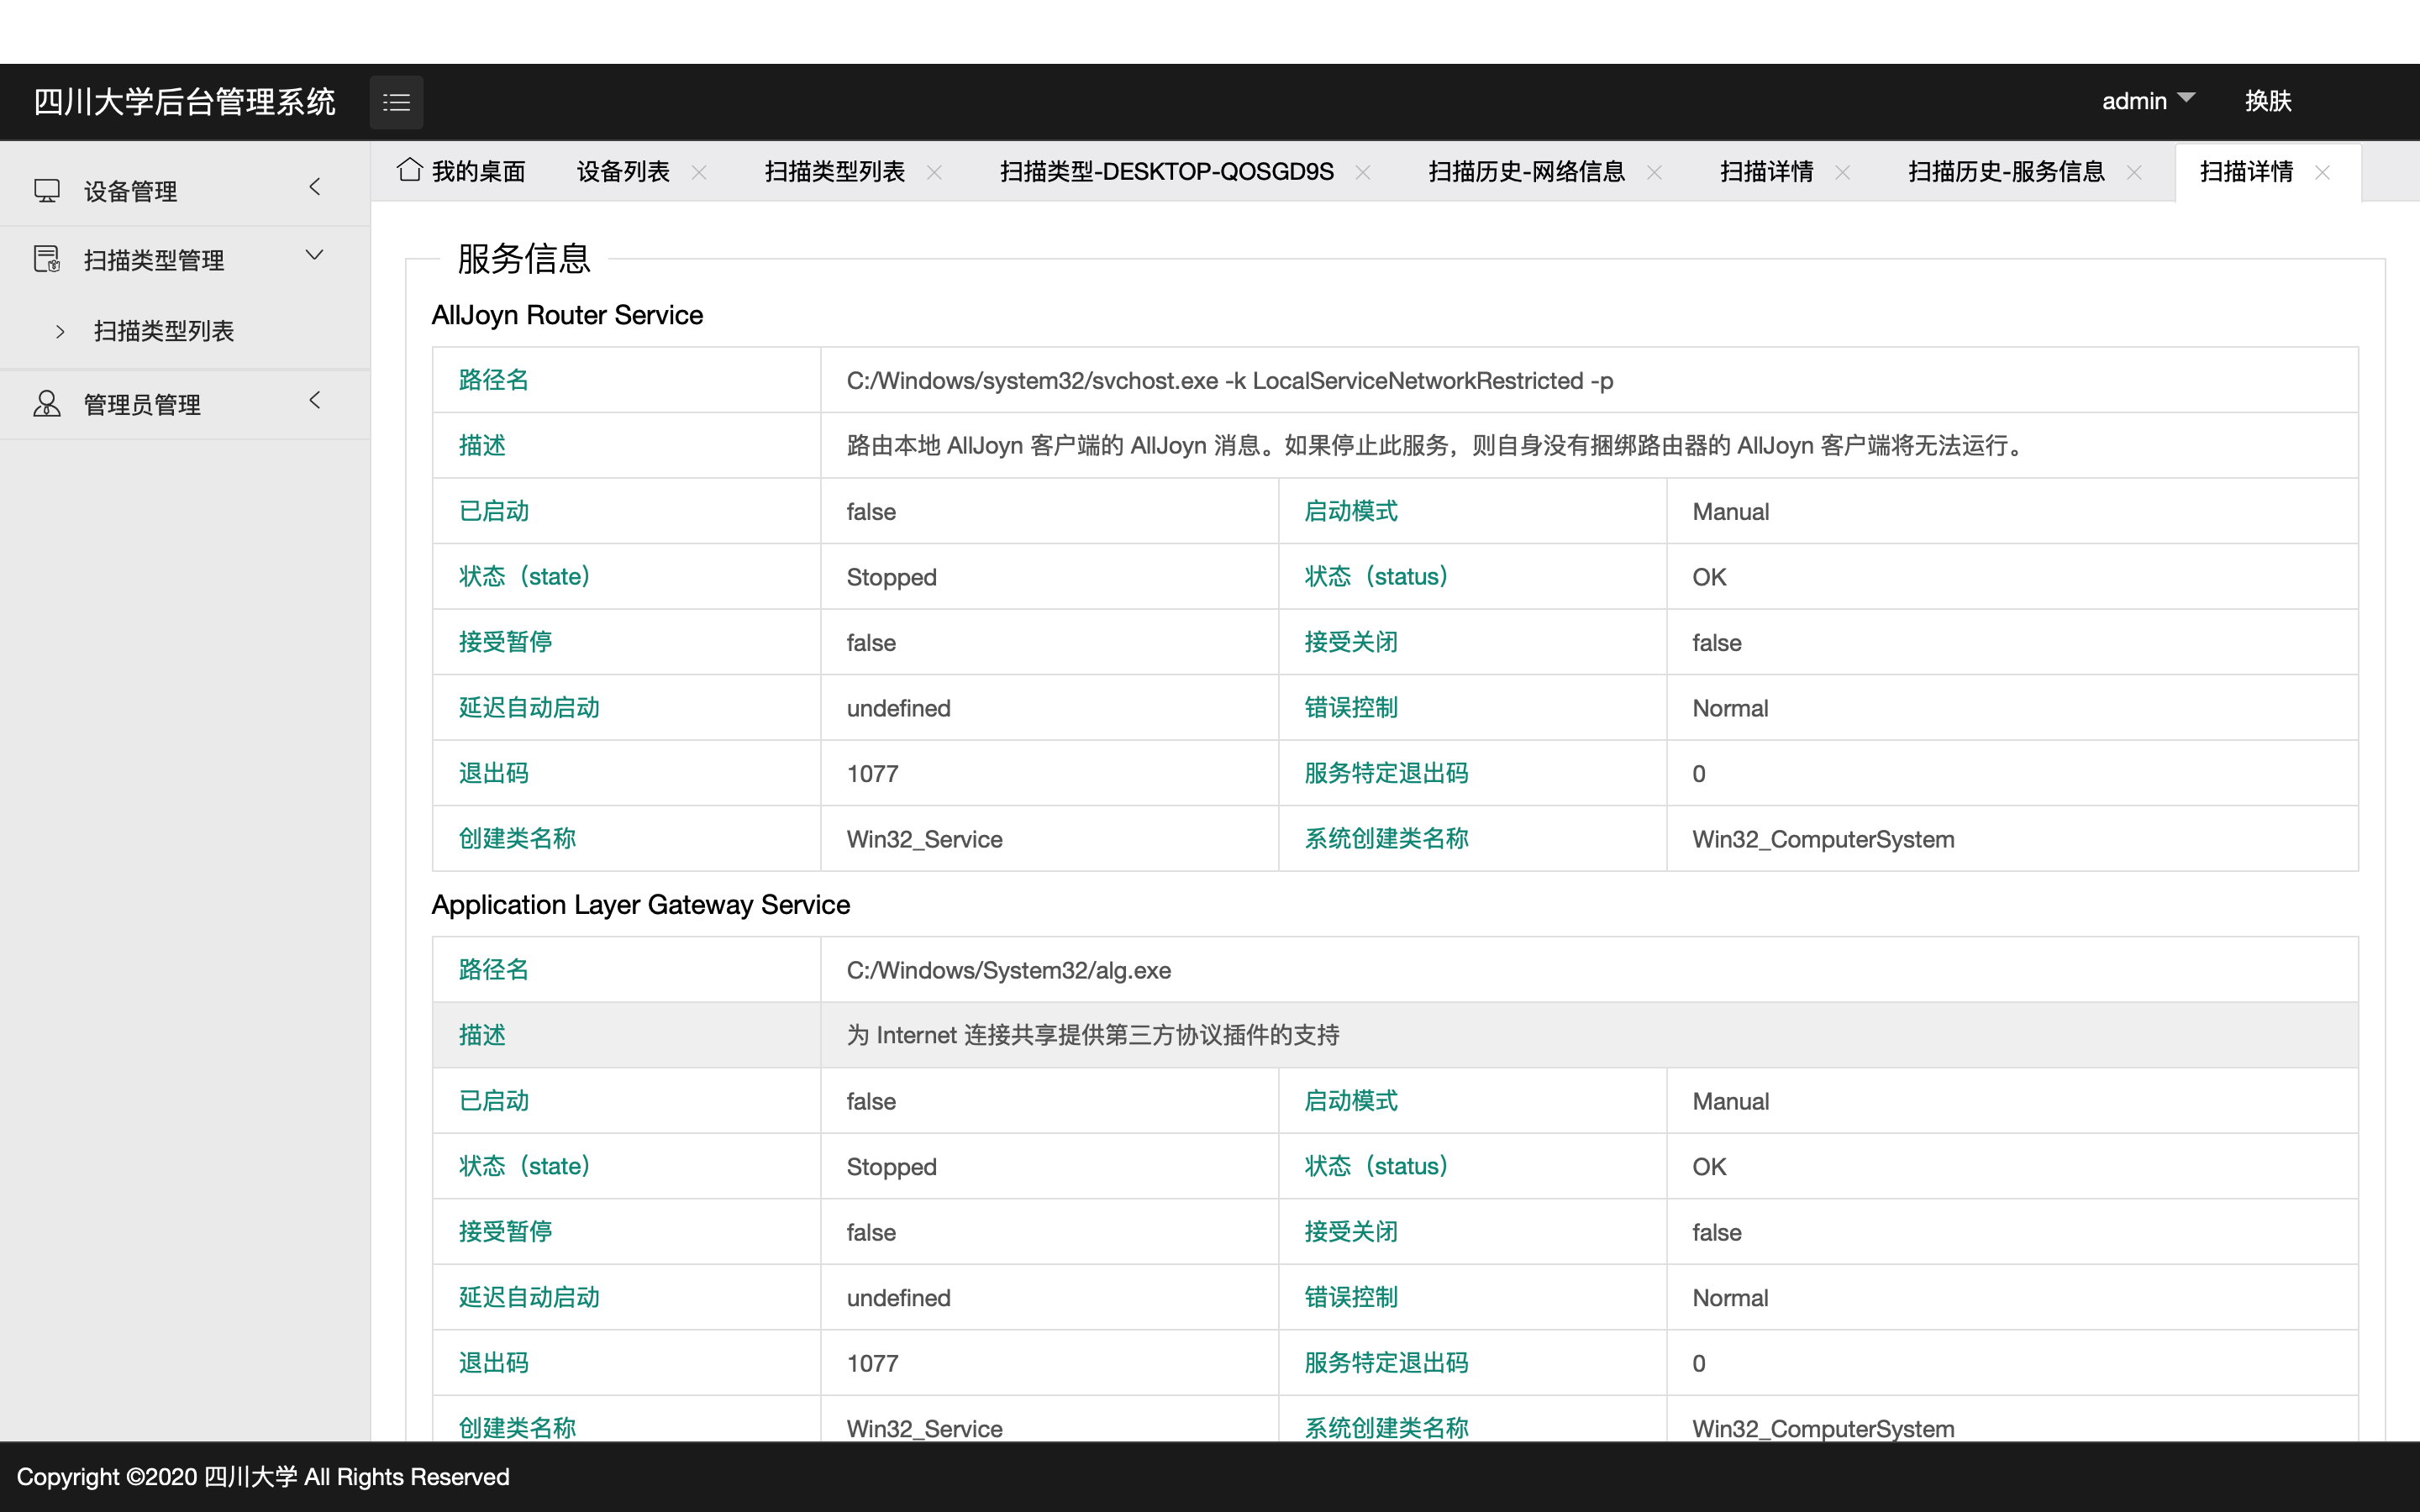 四川大学后台管理系统
admin 换肤
设备管理
扫描类型管理
扫描类型列表
管理员管理
我的桌面 设备列表 扫描类型列表 扫描类型-DESKTOP-QOSGD9S 扫描历史-网络信息 扫描详情 扫描历史-服务信息 扫描详情
服务信息
AllJoyn Router Service
路径名 C:/Windows/system32/svchost.exe -k LocalServiceNetworkRestricted -p
描述 路由本地 AllJoyn 客户端的 AllJoyn 消息。如果停止此服务，则自身没有捆绑路由器的 AllJoyn 客户端将无法运行。
已启动 false 启动模式 Manual
状态（state） Stopped 状态（status） OK
接受暂停 false 接受关闭 false
延迟自动启动 undefined 错误控制 Normal
退出码 1077 服务特定退出码 0
创建类名称 Win32_Service 系统创建类名称 Win32_ComputerSystem
Application Layer Gateway Service
路径名 C:/Windows/System32/alg.exe
描述 为 Internet 连接共享提供第三方协议插件的支持
已启动 false 启动模式 Manual
状态（state） Stopped 状态（status） OK
接受暂停 false 接受关闭 false
延迟自动启动 undefined 错误控制 Normal
退出码 1077 服务特定退出码 0
创建类名称 Win32_Service 系统创建类名称 Win32_ComputerSystem
Copyright ©2020 四川大学 All Rights Reserved